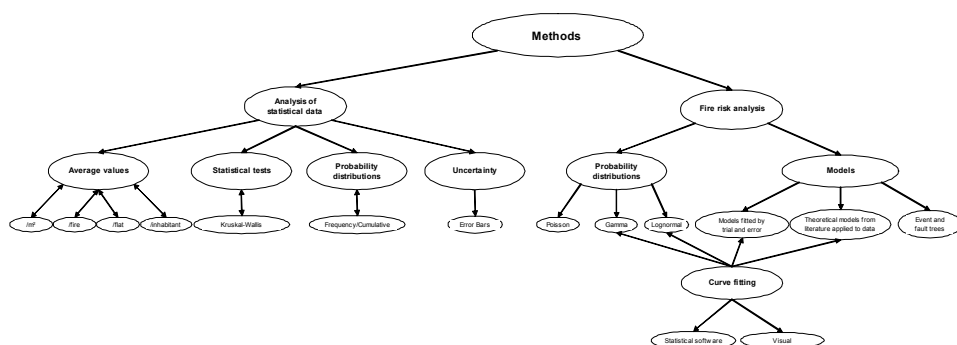 Methods
Analysis of
statistical data
Fire risk analysis
Average values
Statistical tests
Probability
distributions
Uncertainty
Probability
distributions
Models
/m²
/fire
/flat
/inhabitant
Kruskal-Wallis
Frequency/Cumulative
Error Bars
Poisson
Gamma
Lognormal
Models fitted by
trial and error
Theoretical models from
literature applied to data
Event and
fault trees
Curve fitting
Statistical software
Visual